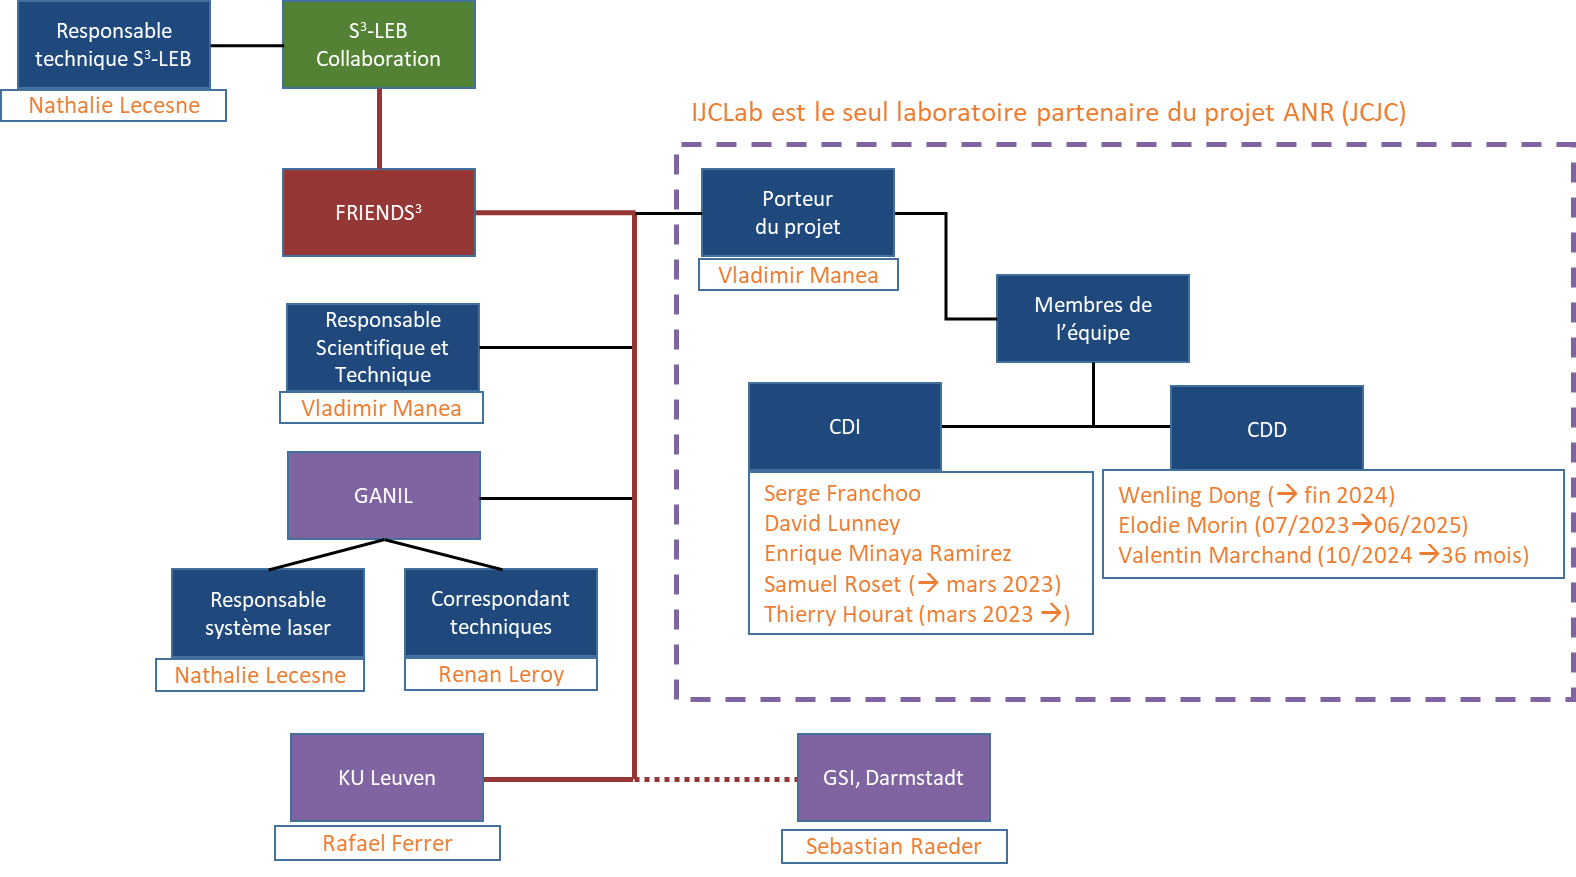 Responsable
technique S³-LEB
Nathalie Lecesne
S³-LEB
Collaboration
IJCLab est le seul laboratoire partenaire du projet ANR (JCJC)
FRIENDS³
Porteur
du projet
Vladimir Manea
Membres de
l’équipe
Responsable
Scientifique et
Technique
Vladimir Manea
CDI
Serge Franchoo
David Lunney
Enrique Minaya Ramirez
Samuel Roset (→ mars 2023)
Thierry Hourat (mars 2023 →)
CDD
Wenling Dong (→ fin 2024)
Elodie Morin (07/2023→06/2025)
Valentin Marchand (10/2024 →36 mois)
GANIL
Responsable
système laser
Nathalie Lecesne
Correspondant
techniques
Renan Leroy
KU Leuven
Rafael Ferrer
GSI, Darmstadt
Sebastian Raeder